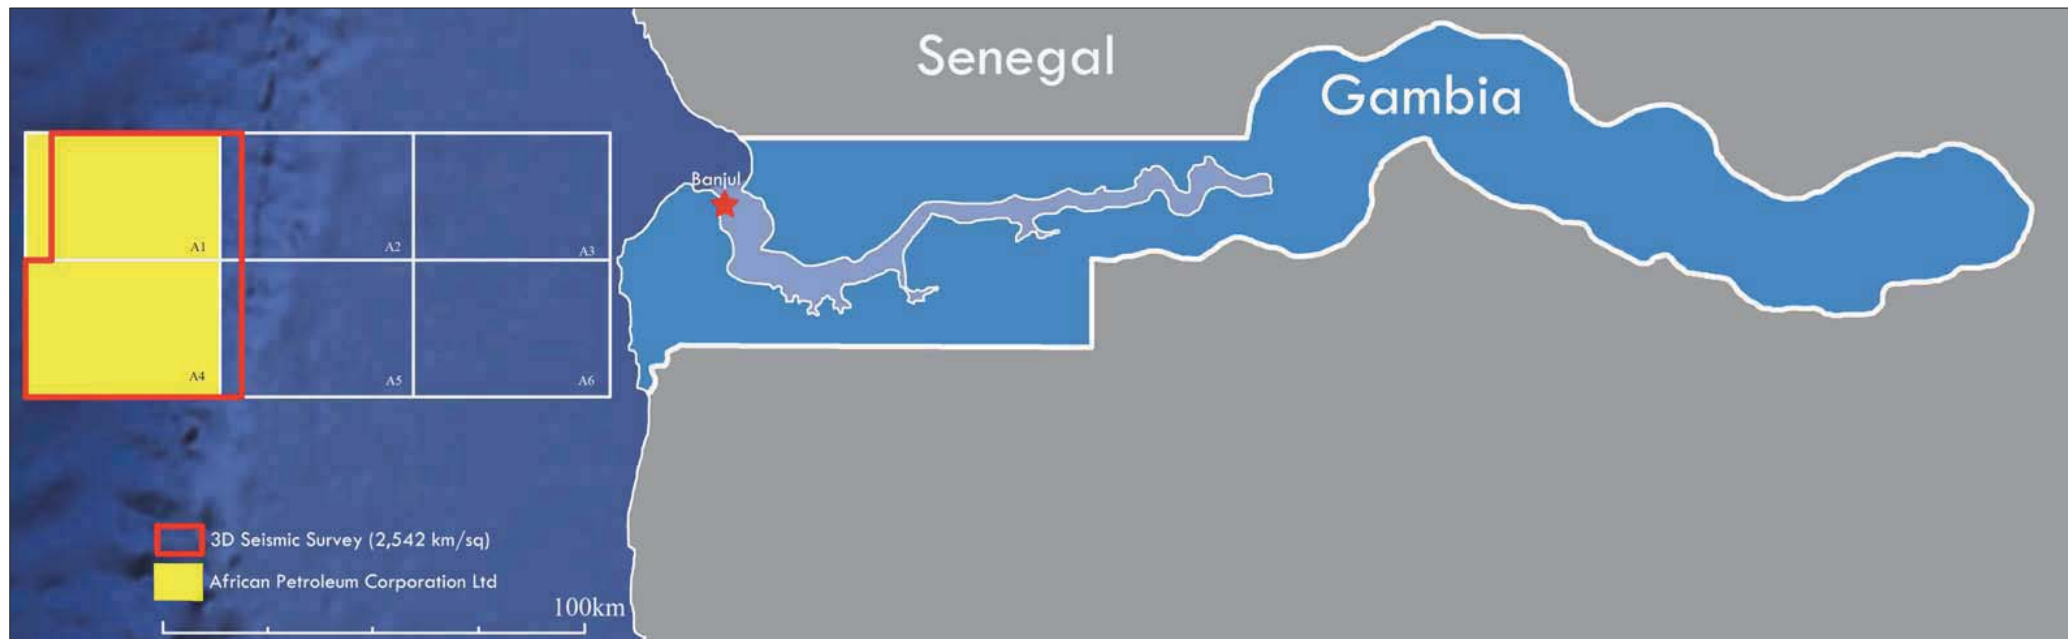 Senegal
Gambia
Banjul
A1
A2
A3
A4
A5
A6
3D Seismic Survey (2,542 km/sq)
African Petroleum Corporation Ltd
100km